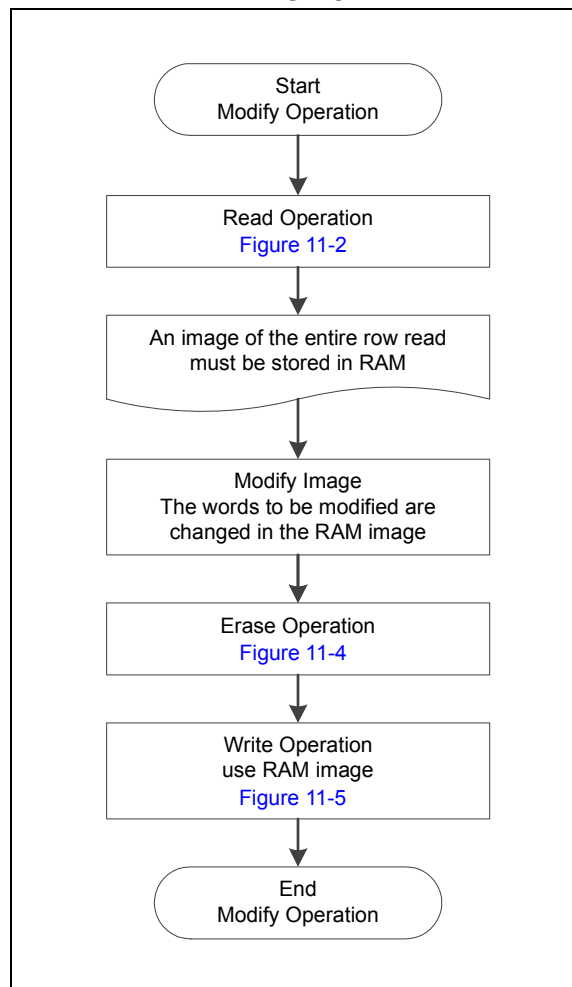 Start
Modify Operation
Read Operation
Figure 11-2
An image of the entire row read
must be stored in RAM
Modify Image
The words to be modified are
changed in the RAM image
Erase Operation
Figure 11-4
Write Operation
use RAM image
Figure 11-5
End
Modify Operation